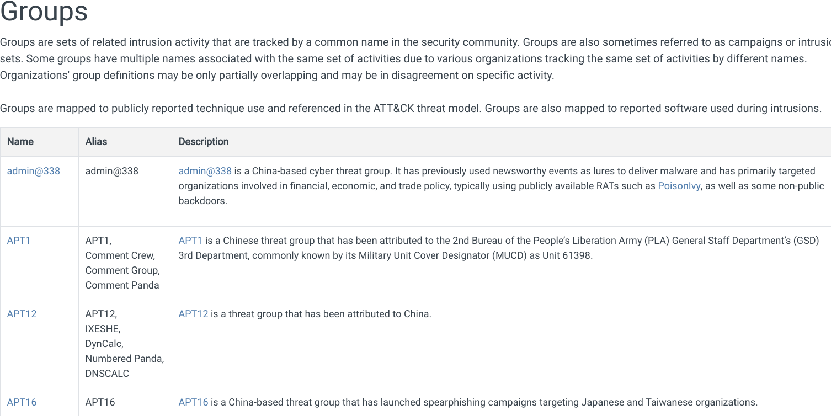 Groups
Groups are sets of related intrusion activity that are tracked by a common name in the security community. Groups are also sometimes referred to as campaigns or
sets. Some groups have multiple names associated with the same set of activities due to various organizations tracking the same set of activities by different names.
Organizations' group definitions may be only partially overlapping and may be in disagreement on specific activity.
Groups are mapped to publicly reported technique use and referenced in the ATT&CK threat model. Groups are also mapped to reported software used during intrusions.
Name Alias Description
admin@338 admin@338 admin@338 is a China-based cyber threat group. It has previously used newsworthy events as lures to deliver malware and has primarily targeted
organizations involved in financial, economic, and trade policy, typically using publicly available RATs such as PoisonIvy, as well as some non-public
backdoors.
APT1 APT1, APT1 is a Chinese threat group that has been attributed to the 2nd Bureau of the People's Liberation Army (PLA) General Staff Department's (GSD)
Comment Crew, 3rd Department, commonly known by its Military Unit Cover Designator (MUCD) as Unit 61398.
Comment Group,
Comment Panda
APT12 APT12, APT12 is a threat group that has been attributed to China.
IXESHE,
DynCalc,
Numbered Panda,
DNSCALC
APT16 APT16 APT16 is a China-based threat group that has launched spearphishing campaigns targeting Japanese and Taiwanese organizations.